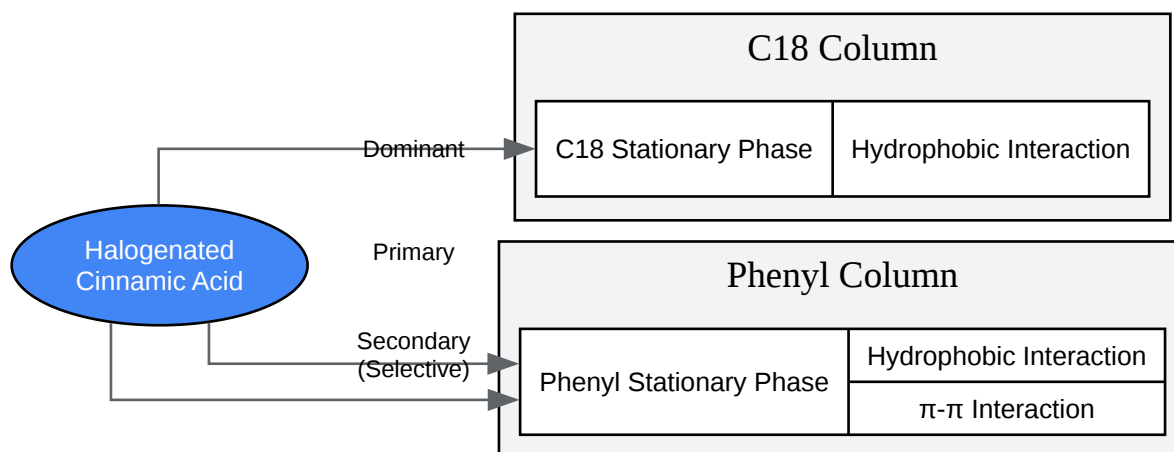 C18 Column
Dominant
C18 Stationary Phase
Hydrophobic Interaction
Halogenated
Cinnamic Acid
Primary
Phenyl Column
Secondary
(Selective)
Phenyl Stationary Phase
Hydrophobic Interaction
π-π Interaction